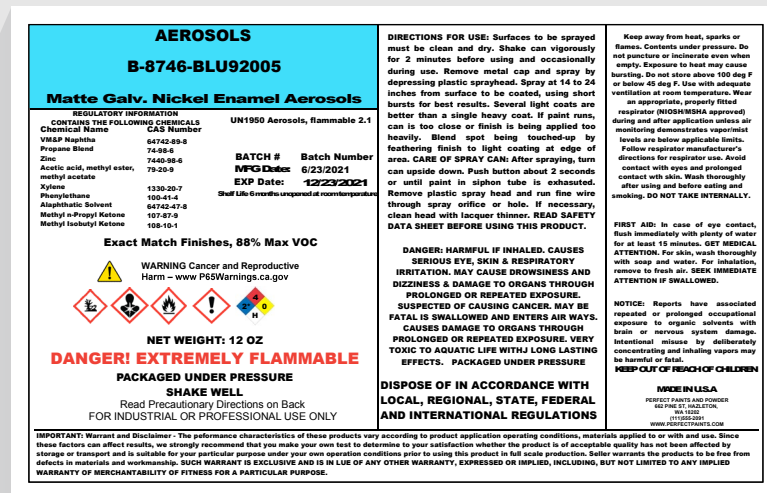 AEROSOLS
B-8746-BLU92005
Matte Galv. Nickel Enamel Aerosols
REGULATORY INFORMATION
CONTAINS THE FOLLOWING CHEMICALS
Chemical Name CAS Number
VM&P Naphtha 64742-89-8
Propane Blend 74-98-6
Zinc 7440-98-6
Acetic acid, methyl ester, 79-20-9
methyl acetate
Xylene 1330-20-7
Phenylethane 100-41-4
Alaphatic Solvent 64742-47-8
Methyl n-Propyl Ketone 107-87-9
Methyl Isobutyl Ketone 108-10-1
UN1950 Aerosols, flammable 2.1
BATCH # Batch Number
MFG Date: 6/23/2021
EXP Date: 12/23/2021
Shelf Life 6 months unopened at room temperature
Exact Match Finishes, 88% Max VOC
WARNING Cancer and Reproductive
Harm – www.P65Warnings.ca.gov
4
2* 0
H
NET WEIGHT: 12 OZ
DANGER! EXTREMELY FLAMMABLE
PACKAGED UNDER PRESSURE
SHAKE WELL
Read Precautionary Directions on Back
FOR INDUSTRIAL OR PROFESSIONAL USE ONLY
DIRECTIONS FOR USE: Surfaces to be sprayed
must be clean and dry. Shake can vigorously
for 2 minutes before using and occasionally
during use. Remove metal cap and spray by
depressing plastic sprayhead. Spray at 14 to 24
inches from surface to be coated, using short
bursts for best results. Several light coats are
better than a single heavy coat. If paint runs,
can is too close or finish is being applied too
heavily. Blend spot being touched-up by
feathering finish to light coating at edge of
area. CARE OF SPRAY CAN: After spraying, turn
can upside down. Push button about 2 seconds
or until paint in siphon tube is exhausted.
Remove plastic spray head and run fine wire
through spray orifice or hole. If necessary,
clean head with lacquer thinner. READ SAFETY
DATA SHEET BEFORE USING THIS PRODUCT.
DANGER: HARMFUL IF INHALED. CAUSES
SERIOUS EYE, SKIN & RESPIRATORY
IRRITATION. MAY CAUSE DROWSINESS AND
DIZZINESS & DAMAGE TO ORGANS THROUGH
PROLONGED OR REPEATED EXPOSURE.
SUSPECTED OF CAUSING CANCER. MAY BE
FATAL IS SWALLOWED AND ENTERS AIR WAYS.
CAUSES DAMAGE TO ORGANS THROUGH
PROLONGED OR REPEATED EXPOSURE. VERY
TOXIC TO AQUATIC LIFE WITHJ LONG LASTING
EFFECTS. PACKAGED UNDER PRESSURE
DISPOSE OF IN ACCORDANCE WITH
LOCAL, REGIONAL, STATE, FEDERAL
AND INTERNATIONAL REGULATIONS
Keep away from heat, sparks or
flames. Contents under pressure. Do
not puncture or incinerate even when
empty. Exposure to heat may cause
bursting. Do not store above 100 deg F
or below 45 deg F. Use with adequate
ventilation at room temperature. Wear
an appropriate, properly fitted
respirator (NIOSH/MSHA approved)
during and after application unless air
monitoring demonstrates vapor/mist
levels are below applicable limits.
Follow respirator manufacturer's
directions for respirator use. Avoid
contact with eyes and prolonged
contact with skin. Wash thoroughly
after using and before eating and
smoking. DO NOT TAKE INTERNALLY.
FIRST AID: In case of eye contact,
flush immediately with plenty of water
for at least 15 minutes. GET MEDICAL
ATTENTION. For skin, wash thoroughly
with soap and water. For inhalation,
remove to fresh air. SEEK IMMEDIATE
ATTENTION IF SWALLOWED.
NOTICE: Reports have associated
repeated or prolonged occupational
exposure to organic solvents with
brain or nervous system damage.
Intentional misuse by deliberately
concentrating and inhaling vapors may
be harmful or fatal.
KEEP OUT OF REACH OF CHILDREN
MADE IN U.S.A.
PERFECT PAINTS AND POWDER
662 PINE ST, HAZLETON,
WA 18202
(111)555-2091
WWW.PERFECTPAINTS.COM
IMPORTANT: Warrant and Disclaimer - The peformance characteristics of these products vary according to product application operating conditions, materials applied to or with and use. Since
these factors can affect results, we strongly recommend that you make your own test to determine to your satisfaction whether the product is of acceptable quality has not been affected by
storage or transport and is suitable for your particular purpose under your own operation conditions prior to using this product in full scale production. Seller warrants the products to be free from
defects in materials and workmanship. SUCH WARRANT IS EXCLUSIVE AND IS IN LUE OF ANY OTHER WARRANTY, EXPRESSED OR IMPLIED, INCLUDING, BUT NOT LIMITED TO ANY IMPLIED
WARRANTY OF MERCHANTABILITY OF FITNESS FOR A PARTICULAR PURPOSE.